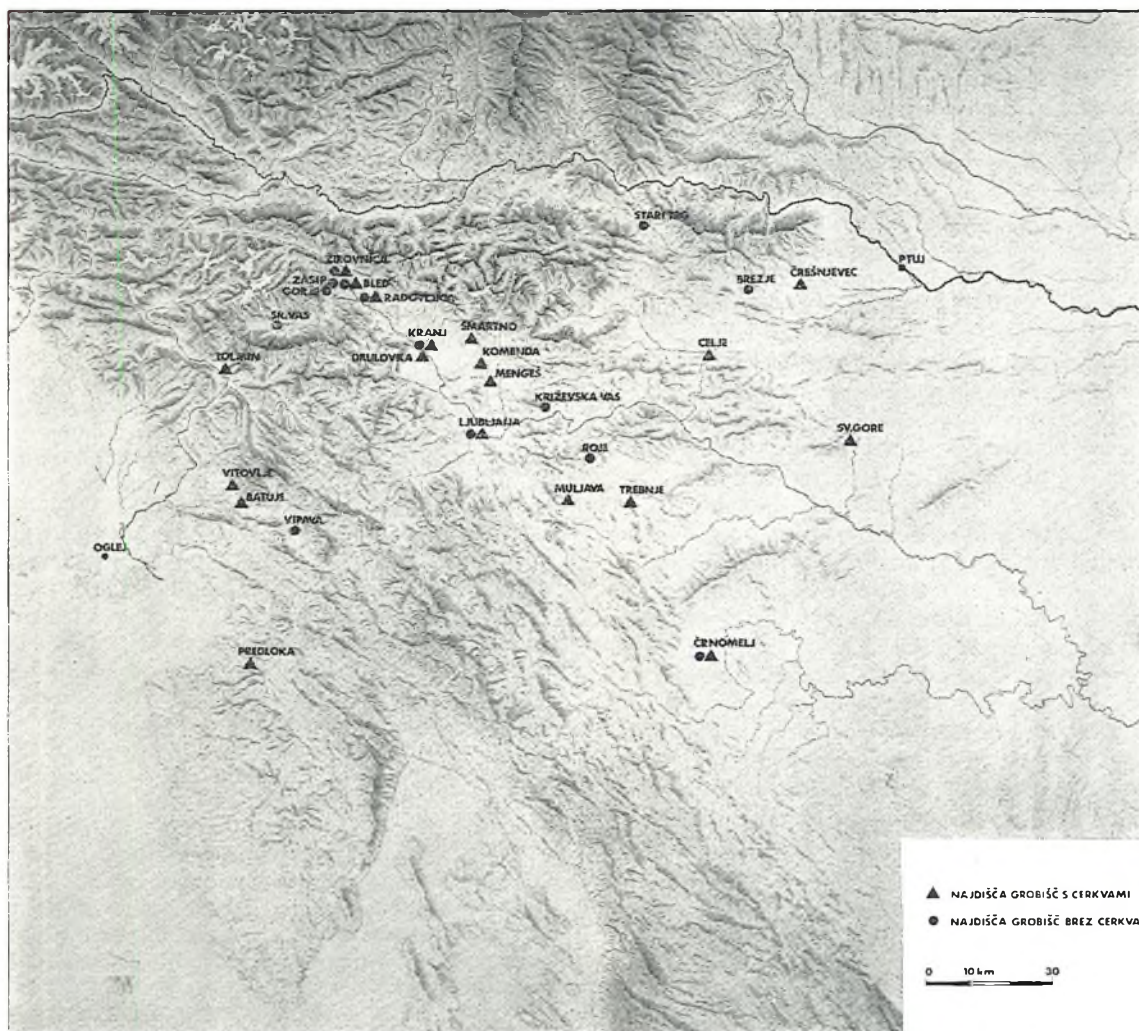 STARI TRG
PTUJ
ŽIROVNICA
ČREŠNJEVEC
ZASIP
BLED
BREZJE
GORJE
RADOVLJICA
SR.VAS
KRANJ
ŠMARTNO
DRULOVKA
KOMENDA
CELJE
TOLMIN
MENGEŠ
KRIŽEVSKA VAS
LJUBLJANA
SV.GORE
ROJE
VITOVLJE
BATUJE
MULJAVA
TREBNJE
VIPAVA
OGLEJ
PREDLOKA
ČRNOMELJ
NAJDIŠČA GROBIŠČ S CERKVAMI
NAJDIŠČA GROBIŠČ BREZ CERKVA
0 10 km 30